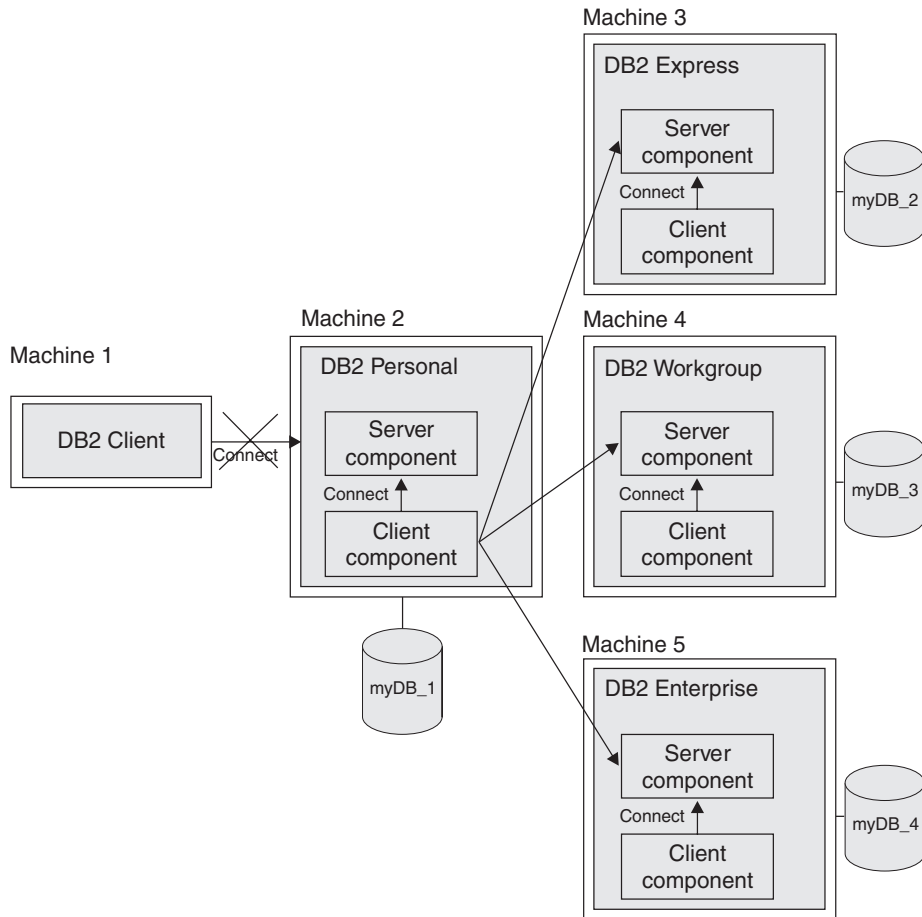 Machine 1
DB2 Client
Connect
Machine 2
DB2 Personal
Server
component
Connect
Client
component
myDB_1
Machine 3
DB2 Express
Server
component
Connect
Client
component
myDB_2
Machine 4
DB2 Workgroup
Server
component
Connect
Client
component
myDB_3
Machine 5
DB2 Enterprise
Server
component
Connect
Client
component
myDB_4